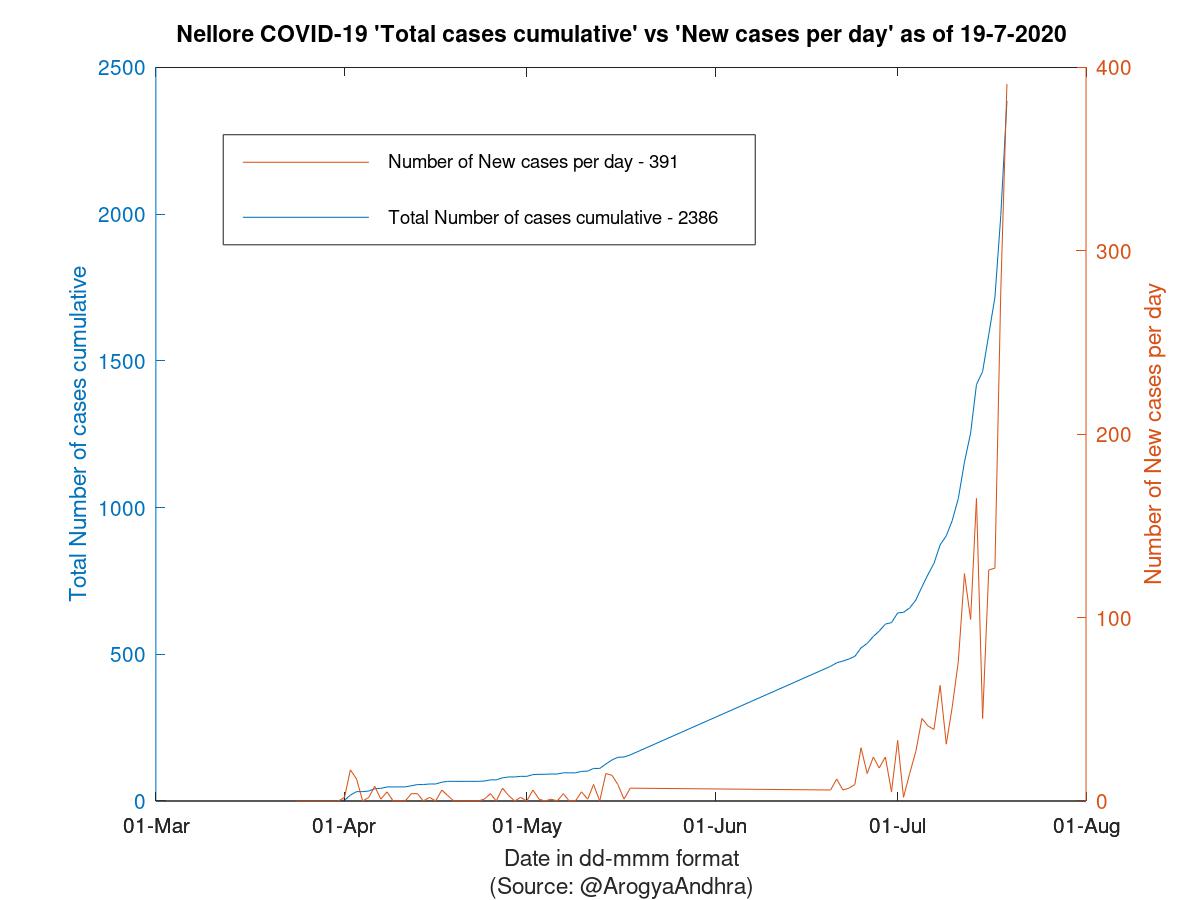 Nellore COVID-19 'Total cases cumulative' vs 'New cases per day' as of 19-7-2020
2500
2000
1500
1000
500
0
Total Number of cases cumulative
Number of New cases per day - 391
Total Number of cases cumulative - 2386
400
300
200
100
0
Number of New cases per day
01-Mar 01-Apr 01-May 01-Jun 01-Jul 01-Aug
Date in dd-mmm format
(Source: @ArogyaAndhra)